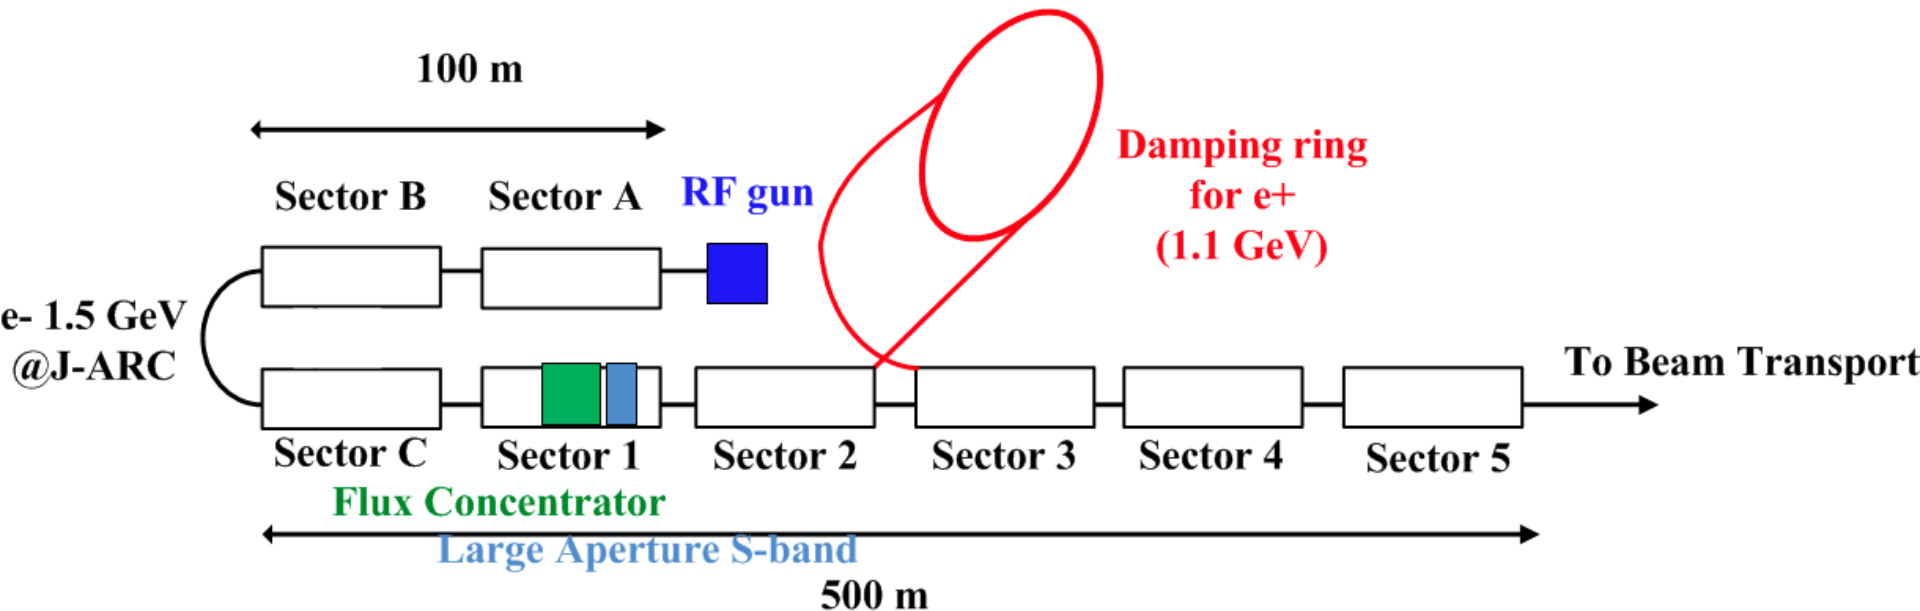 100 m
Sector B
Sector A
RF gun
Damping ring
for e+
(1.1 GeV)
e- 1.5 GeV
@J-ARC
To Beam Transport
Sector C
Sector 1
Sector 2
Sector 3
Sector 4
Sector 5
Flux Concentrator
Large Aperture S-band
500 m